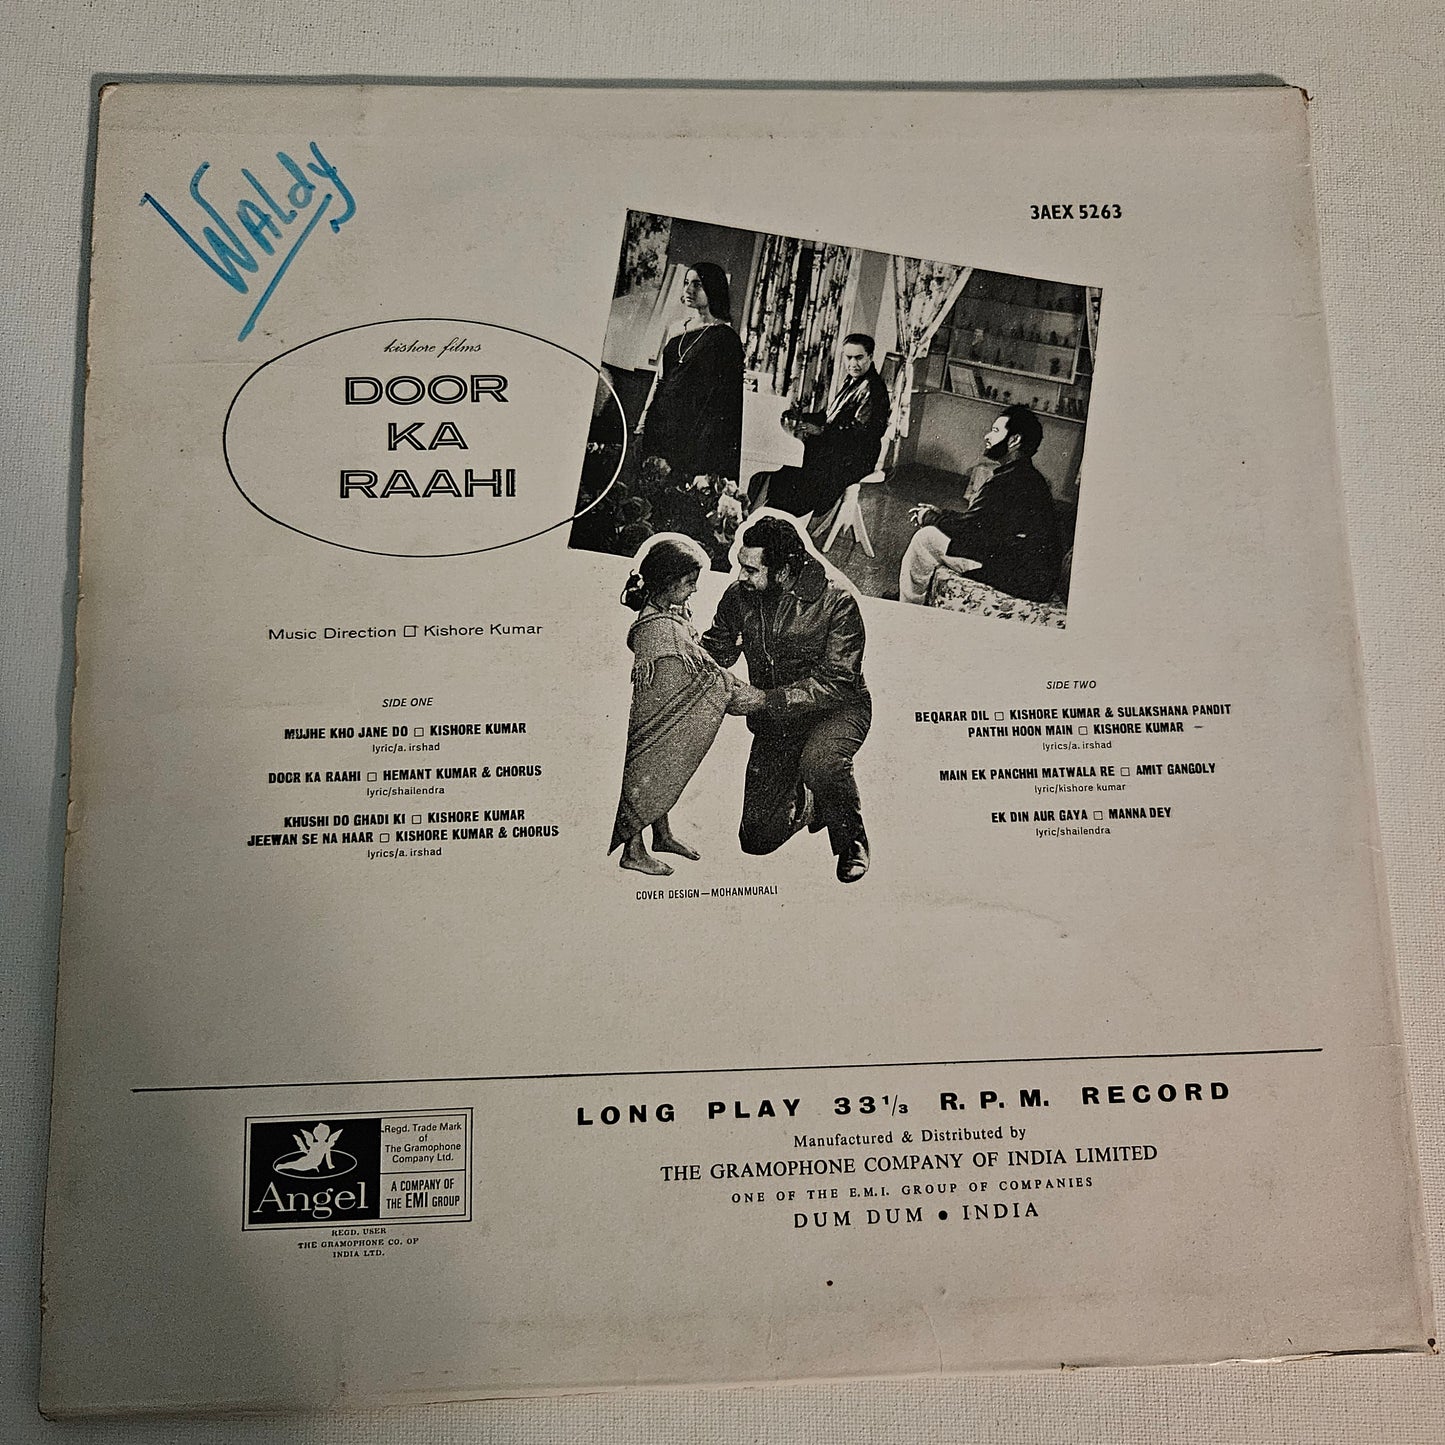 WALdy
3AEX 5263
kishore films
DOOR
KA
RAAHI
Music Direction □ Kishore Kumar
SIDE ONE
MUJHE KHO JANE DO □ KISHORE KUMAR
lyric/a. irshad
DOOR KA RAAHI □ HEMANT KUMAR & CHORUS
lyric/shailendra
KHUSHI DO GHADI KI □ KISHORE KUMAR
JEEWAN SE NA HAAR □ KISHORE KUMAR & CHORUS
lyrics/a. irshad
SIDE TWO
BEQARAR DIL □ KISHORE KUMAR & SULAKSHANA PANDIT
PANTHI HOON MAIN □ KISHORE KUMAR
lyrics/a. irshad
MAIN EK PANCHHI MATWALA RE □ AMIT GANGOLY
lyric/kishore kumar
EK DIN AUR GAYA □ MANNA DEY
lyric/shailendra
COVER DESIGN—MOHANMURALI
LONG PLAY 33 1/3 R. P. M. RECORD
Manufactured & Distributed by
THE GRAMOPHONE COMPANY OF INDIA LIMITED
ONE OF THE E.M.I. GROUP OF COMPANIES
DUM DUM ● INDIA
Angel
Regd. Trade Mark
of
The Gramophone
Company Ltd.
A COMPANY OF
THE EMI GROUP
REGD. USER
THE GRAMOPHONE CO. OF
INDIA LTD.